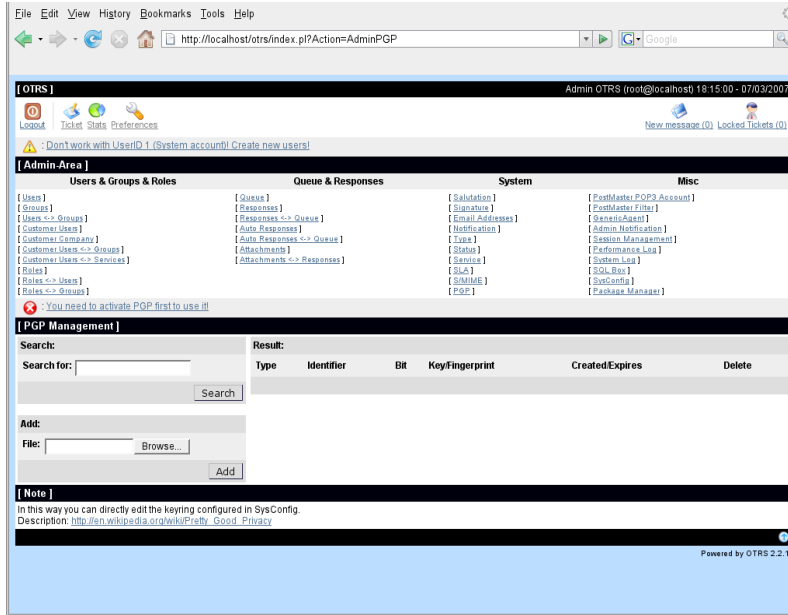 File Edit View History Bookmarks Tools Help
http://localhost/otrs/index.pl?Action=AdminPGP
G Google
[ OTRS ] Admin OTRS (root@localhost) 18:15:00 - 07/03/2007
Logout Ticket Stats Preferences New message (0) Locked Tickets (0)
: Don't work with UserID 1 (System account)! Create new users!
[ Admin-Area ]
Users & Groups & Roles Queue & Responses System Misc
[ Users ] [ Queue ] [ Salutation ] [ PostMaster POP3 Account ]
[ Groups ] [ Responses ] [ Signature ] [ PostMaster Filter ]
[ Users <-> Groups ] [ Responses <-> Queue ] [ Email Addresses ] [ GenericAgent ]
[ Customer Users ] [ Auto Responses ] [ Notification ] [ Admin Notification ]
[ Customer Company ] [ Auto Responses <-> Queue ] [ Type ] [ Session Management ]
[ Customer Users <-> Groups ] [ Attachments ] [ Status ] [ Performance Log ]
[ Customer Users <-> Services ] [ Attachments <-> Responses ] [ Service ] [ System Log ]
[ Roles ] [ SLA ] [ SQL Box ]
[ Roles <-> Users ] [ S/MIME ] [ SysConfig ]
[ Roles <-> Groups ] [ PGP ] [ Package Manager ]
: You need to activate PGP first to use it!
[ PGP Management ]
Search: Result:
Search for: Type Identifier Bit Key/Fingerprint Created/Expires Delete
Search
Add:
File: Browse...
Add
[ Note ]
In this way you can directly edit the keyring configured in SysConfig.
Description: http://en.wikipedia.org/wiki/Pretty_Good_Privacy
Powered by OTRS 2.2.1